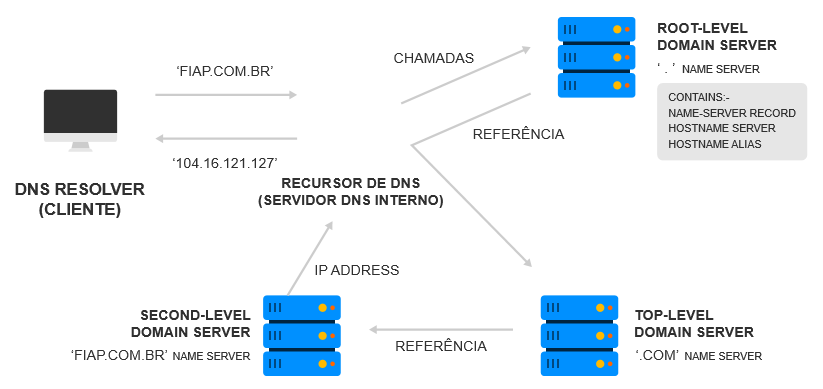 ROOT-LEVEL
DOMAIN SERVER
‘ . ’ NAME SERVER
CONTAINS:-
NAME-SERVER RECORD
HOSTNAME SERVER
HOSTNAME ALIAS
CHAMADAS
‘FIAP.COM.BR’
REFERÊNCIA
‘104.16.121.127’
DNS RESOLVER
(CLIENTE)
RECURSOR DE DNS
(SERVIDOR DNS INTERNO)
IP ADDRESS
SECOND-LEVEL
DOMAIN SERVER
‘FIAP.COM.BR’ NAME SERVER
REFERÊNCIA
TOP-LEVEL
DOMAIN SERVER
‘.COM’ NAME SERVER